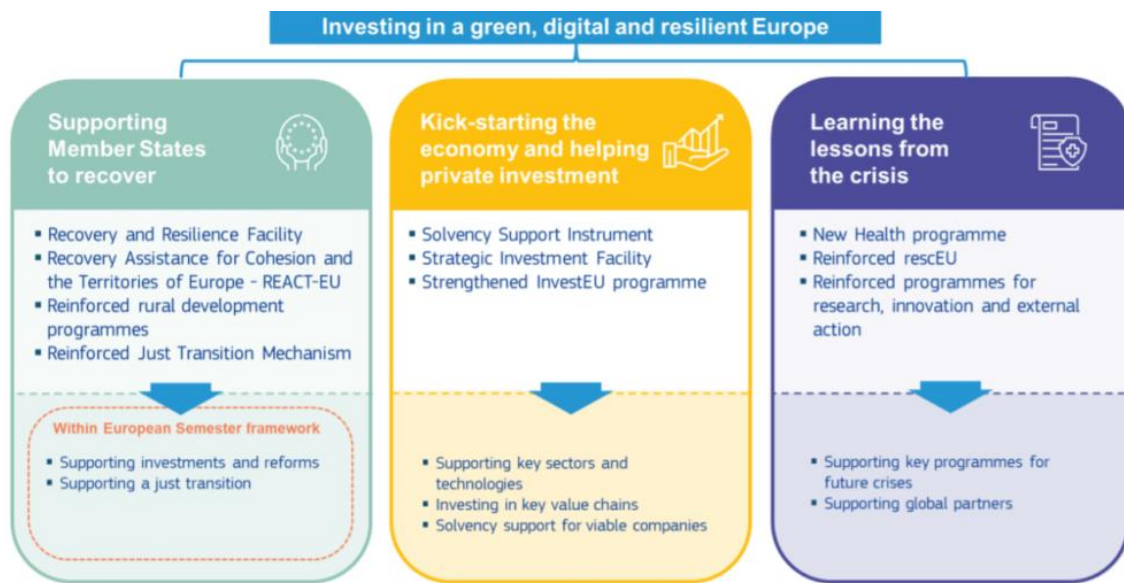 Investing in a green, digital and resilient Europe
Supporting
Member States
to recover
▪ Recovery and Resilience Facility
▪ Recovery Assistance for Cohesion and
the Territories of Europe - REACT-EU
▪ Reinforced rural development
programmes
▪ Reinforced Just Transition Mechanism
Within European Semester framework
▪ Supporting investments and reforms
▪ Supporting a just transition
Kick-starting the
economy and helping
private investment
▪ Solvency Support Instrument
▪ Strategic Investment Facility
▪ Strengthened InvestEU programme
▪ Supporting key sectors and
technologies
▪ Investing in key value chains
▪ Solvency support for viable companies
Learning the
lessons from
the crisis
▪ New Health programme
▪ Reinforced rescEU
▪ Reinforced programmes for
research, innovation and external
action
▪ Supporting key programmes for
future crises
▪ Supporting global partners